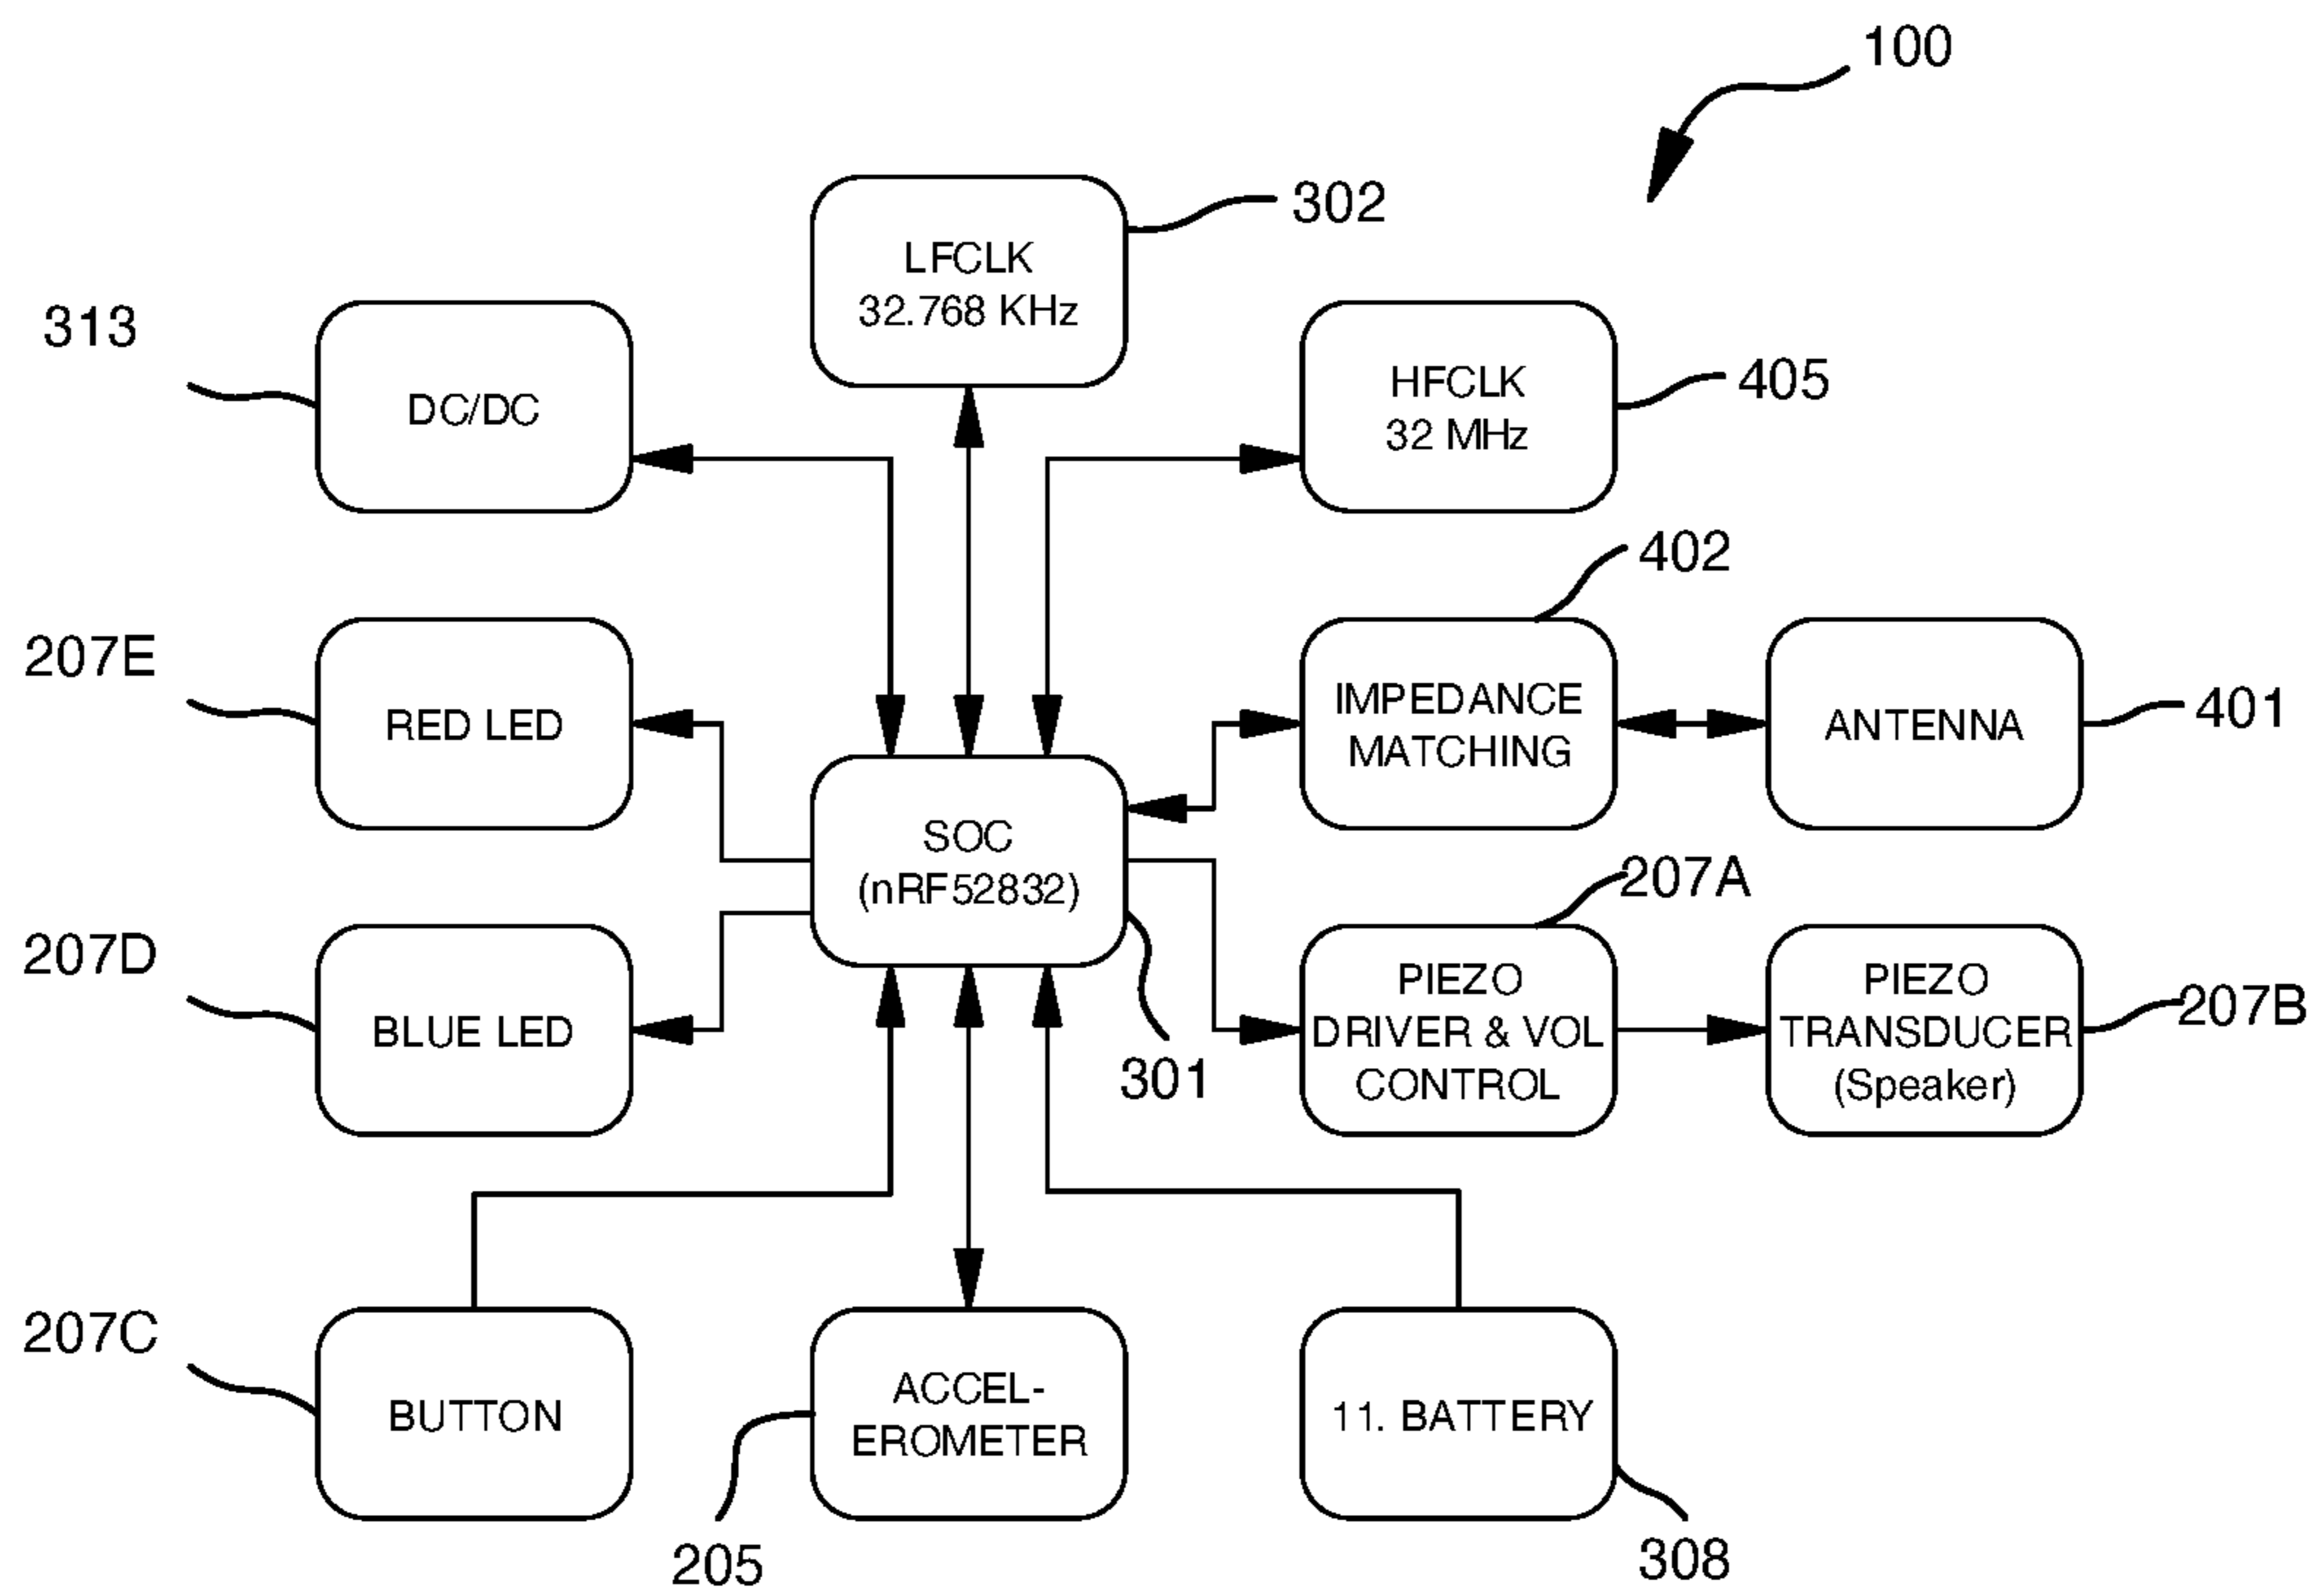 100
302
LFCLK
32.768 KHz
313
DC/DC
HFCLK
32 MHz
405
402
207E
RED LED
IMPEDANCE
MATCHING
ANTENNA
401
SOC
(nRF52832)
207A
207D
BLUE LED
PIEZO
DRIVER & VOL
CONTROL
PIEZO
TRANSDUCER
(Speaker)
207B
301
207C
BUTTON
ACCEL-
EROMETER
11. BATTERY
205
308